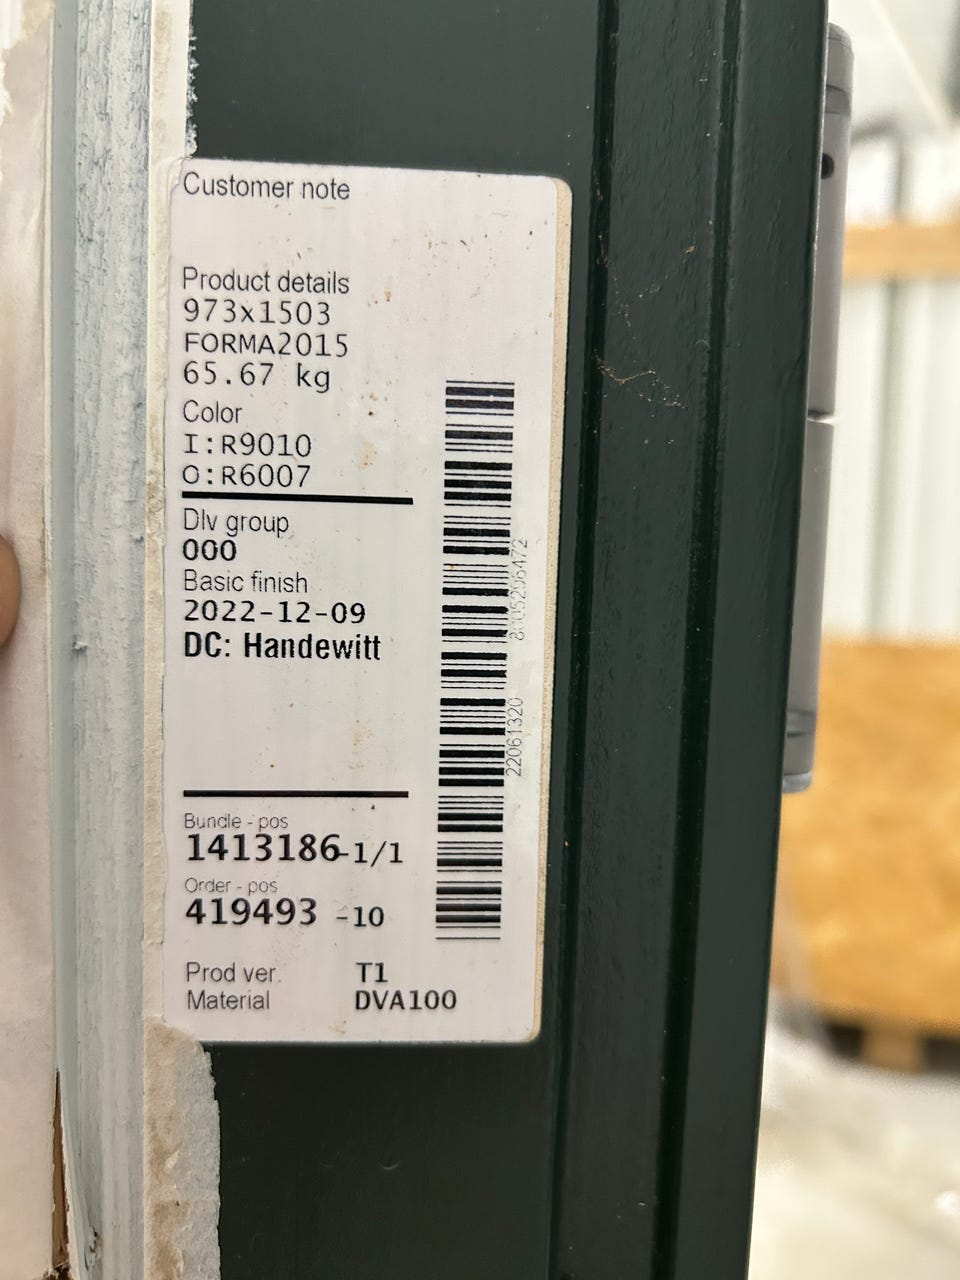 Customer note
Product details
973x1503
FORMA2015
65.67 kg
Color
I:R9010
O:R6007
Dlv group
000
Basic finish
2022-12-09
DC: Handewitt
Bundle - pos
1413186-1/1
Order - pos
419493 -10
Prod ver. T1
Material DVA100
22061320